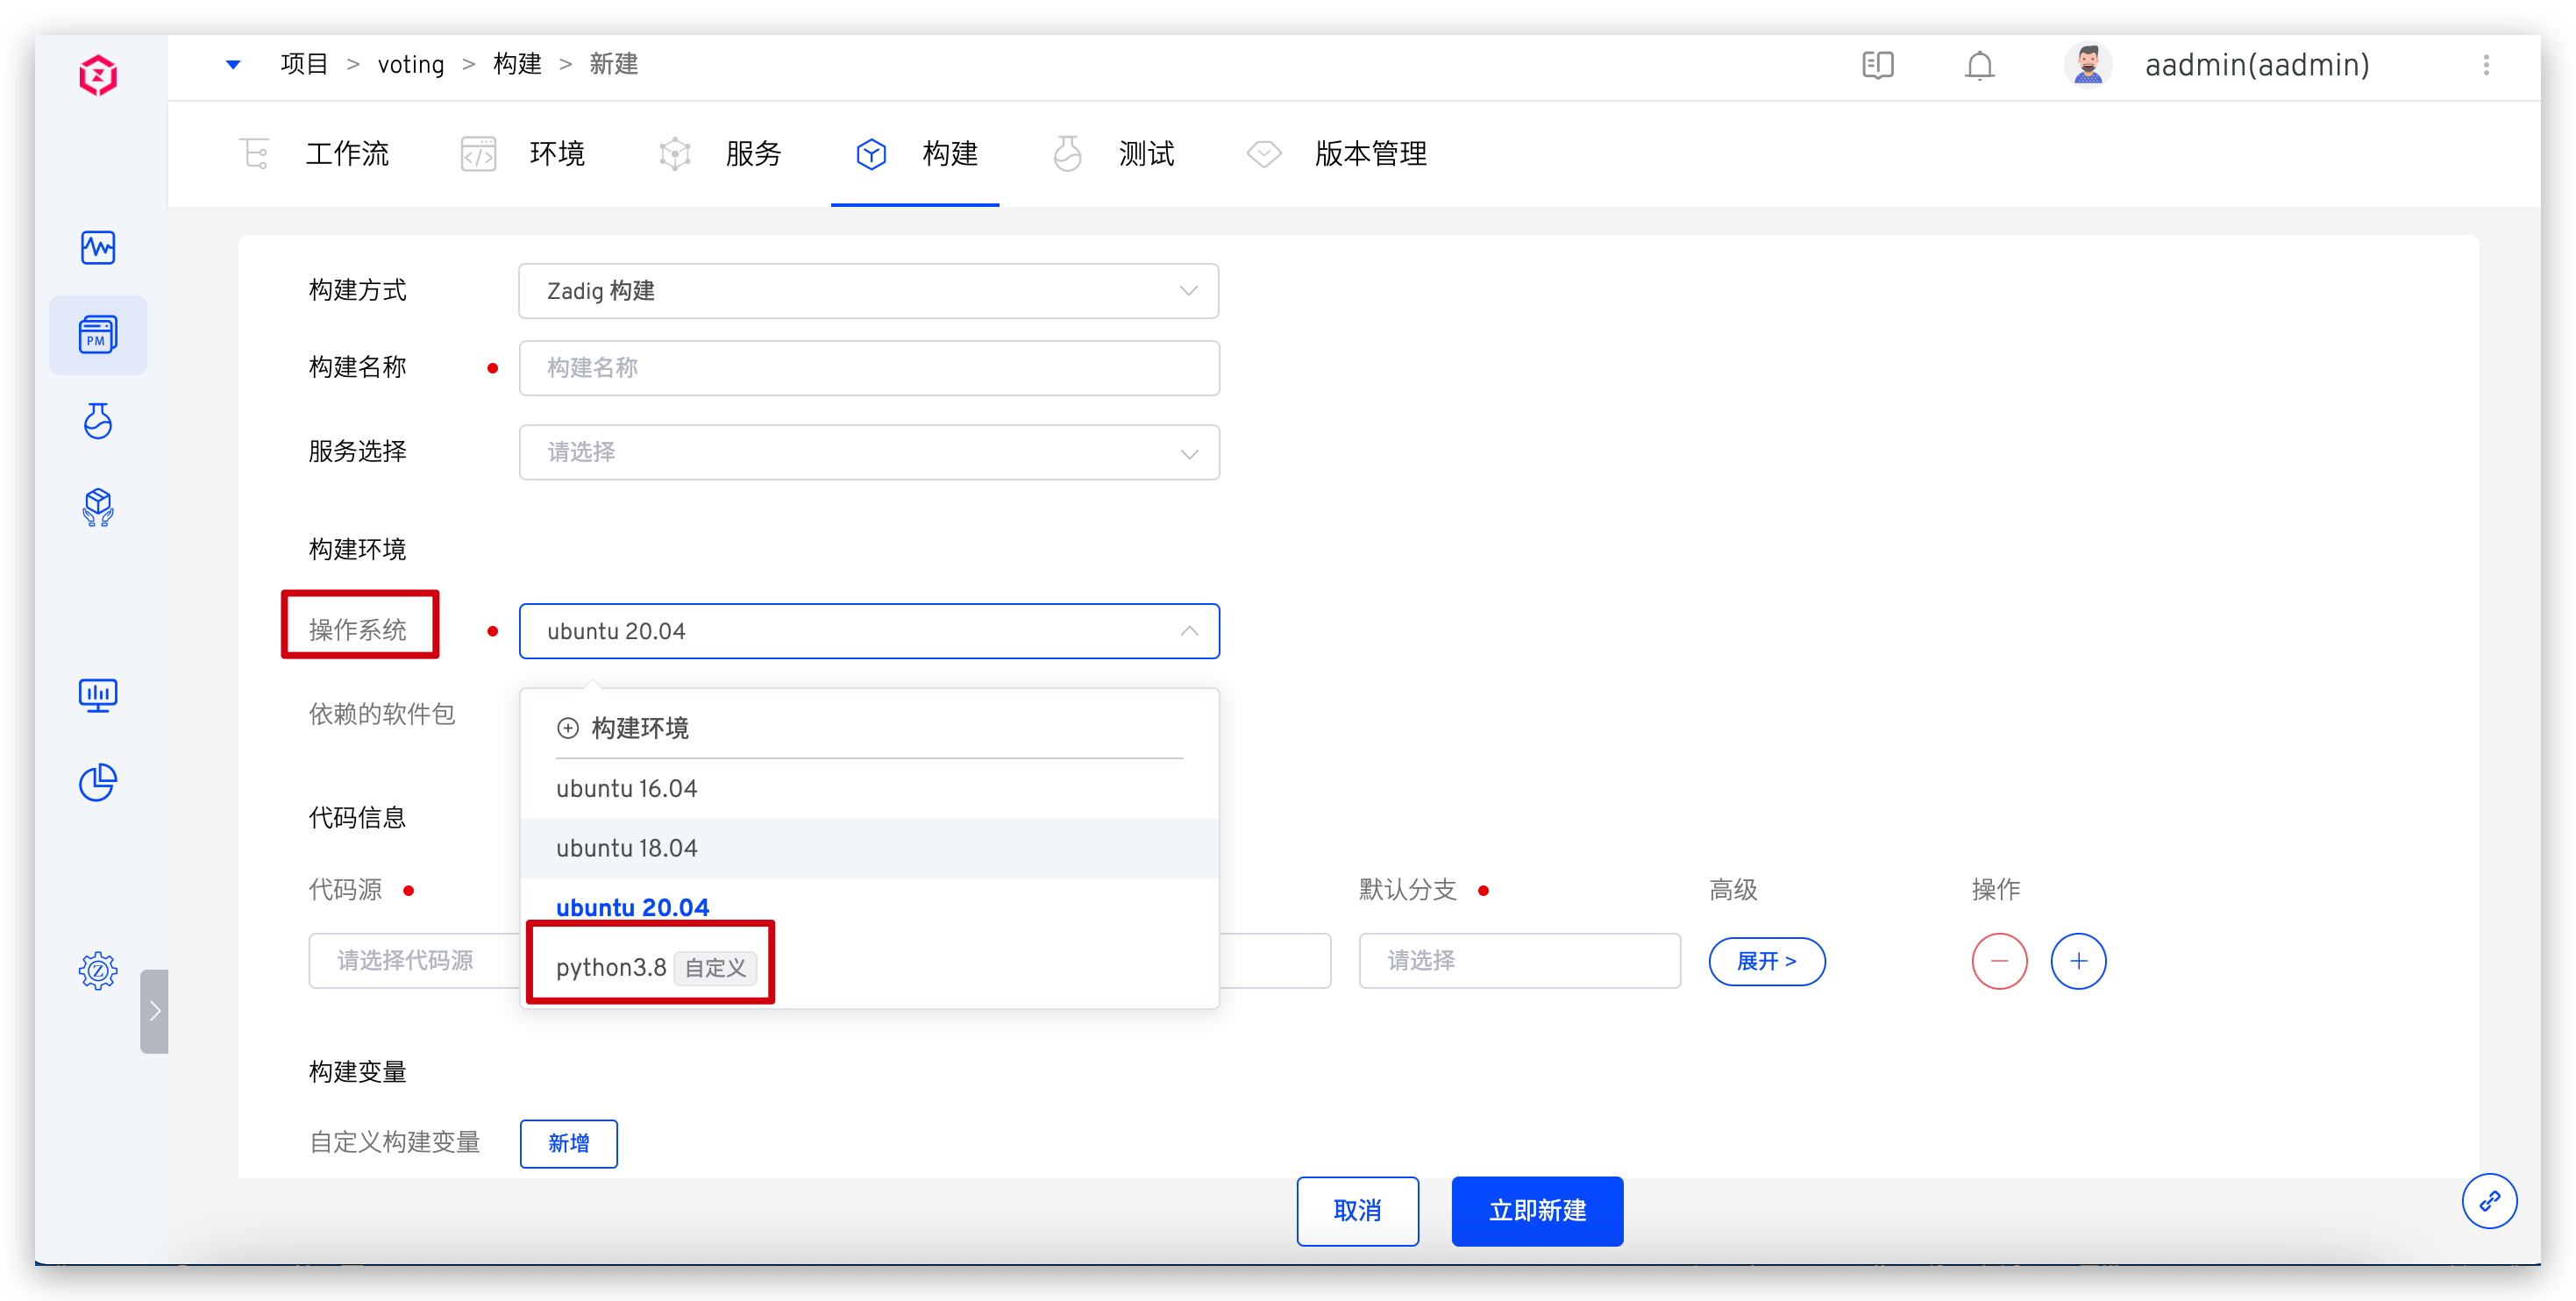 项目 > voting > 构建 > 新建
aadmin(aadmin)
工作流
环境
服务
构建
测试
版本管理
PM
构建方式
Zadig 构建
构建名称
构建名称
服务选择
请选择
构建环境
操作系统
ubuntu 20.04
依赖的软件包
构建环境
ubuntu 16.04
ubuntu 18.04
ubuntu 20.04
python3.8 自定义
代码信息
代码源
默认分支
高级
操作
请选择代码源
请选择
展开 >
构建变量
自定义构建变量
新增
取消
立即新建